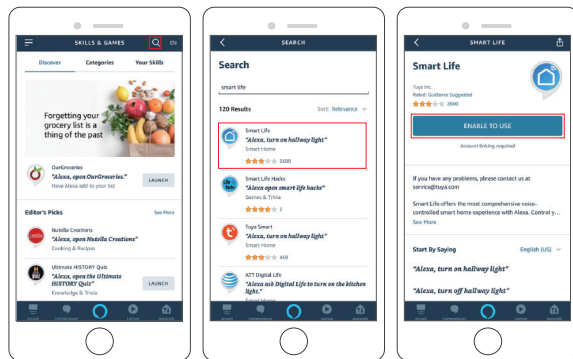 SKILLS & GAMES
EN
Discover
Categories
Your Skills
Forgetting your
grocery list is a
thing of the past
OurGroceries
"Alexa, open OurGroceries."
Have Alexa add to your list
LAUNCH
Editor's Picks
See More
Nutella Creations
"Alexa, open Nutella Creations"
Cooking & Recipes
Ultimate HISTORY Quiz
"Alexa, open the Ultimate
HISTORY Quiz"
Knowledge & Trivia
LAUNCH
SEARCH
Search
smart life
120 Results
Sort: Relevance
Smart Life
"Alexa, turn on hallway light"
Smart Home
2600
Smart Life Hacks
"Alexa open smart life hacks"
Games & Trivia
2
Tuya Smart
"Alexa, turn on hallway light"
Smart Home
460
ATT Digital Life
"Alexa ask Digital Life to turn on the kitchen
light."
Smart Home
SMART LIFE
Smart Life
Tuya Inc.
Rated: Guidance Suggested
2600
ENABLE TO USE
Account linking required
If you have any problems, please contact us at
service@tuya.com
Smart Life offers the most comprehensive voice-
controlled smart home experience with Alexa. Control y...
See More
Start By Saying
English (US)
"Alexa, turn on hallway light"
"Alexa, turn off hallway light"